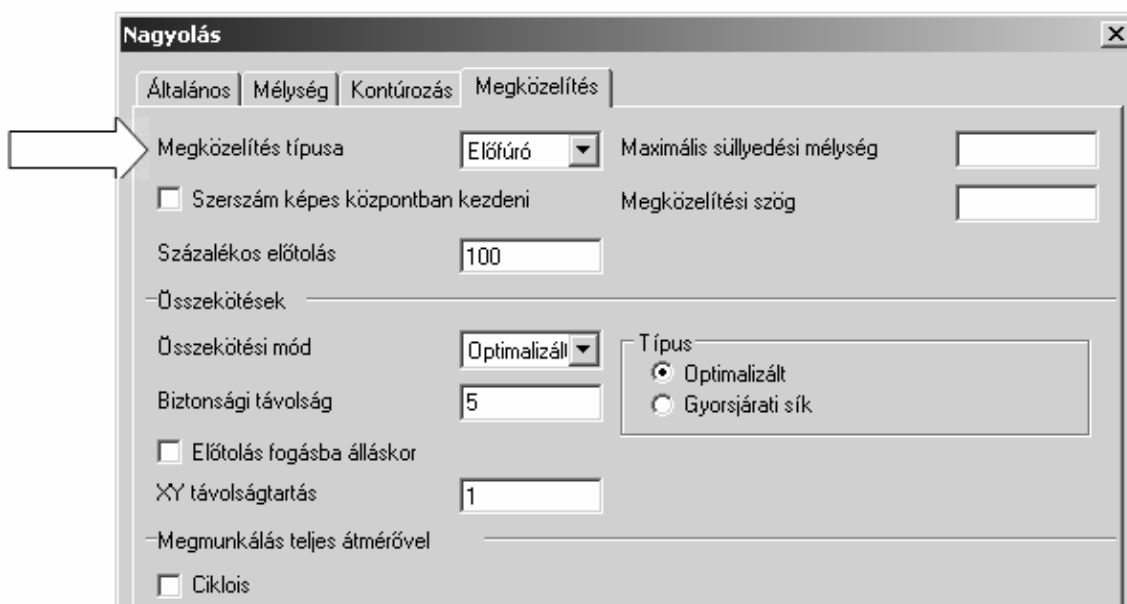 Nagyolás
Általános Mélység Kontúrozás Megközelítés
Megközelítés típusa Előfúró Maximális süllyedési mélység
Szerszám képes központban kezdeni Megközelítési szög
Százalékos előtolás 100
Összekötések
Összekötési mód Optimalizált Típus
Optimalizált
Biztonsági távolság 5 Gyorsjárati sík
Előtolás fogásba álláskor
XY távolságtartás 1
Megmunkálás teljes átmérővel
Ciklois